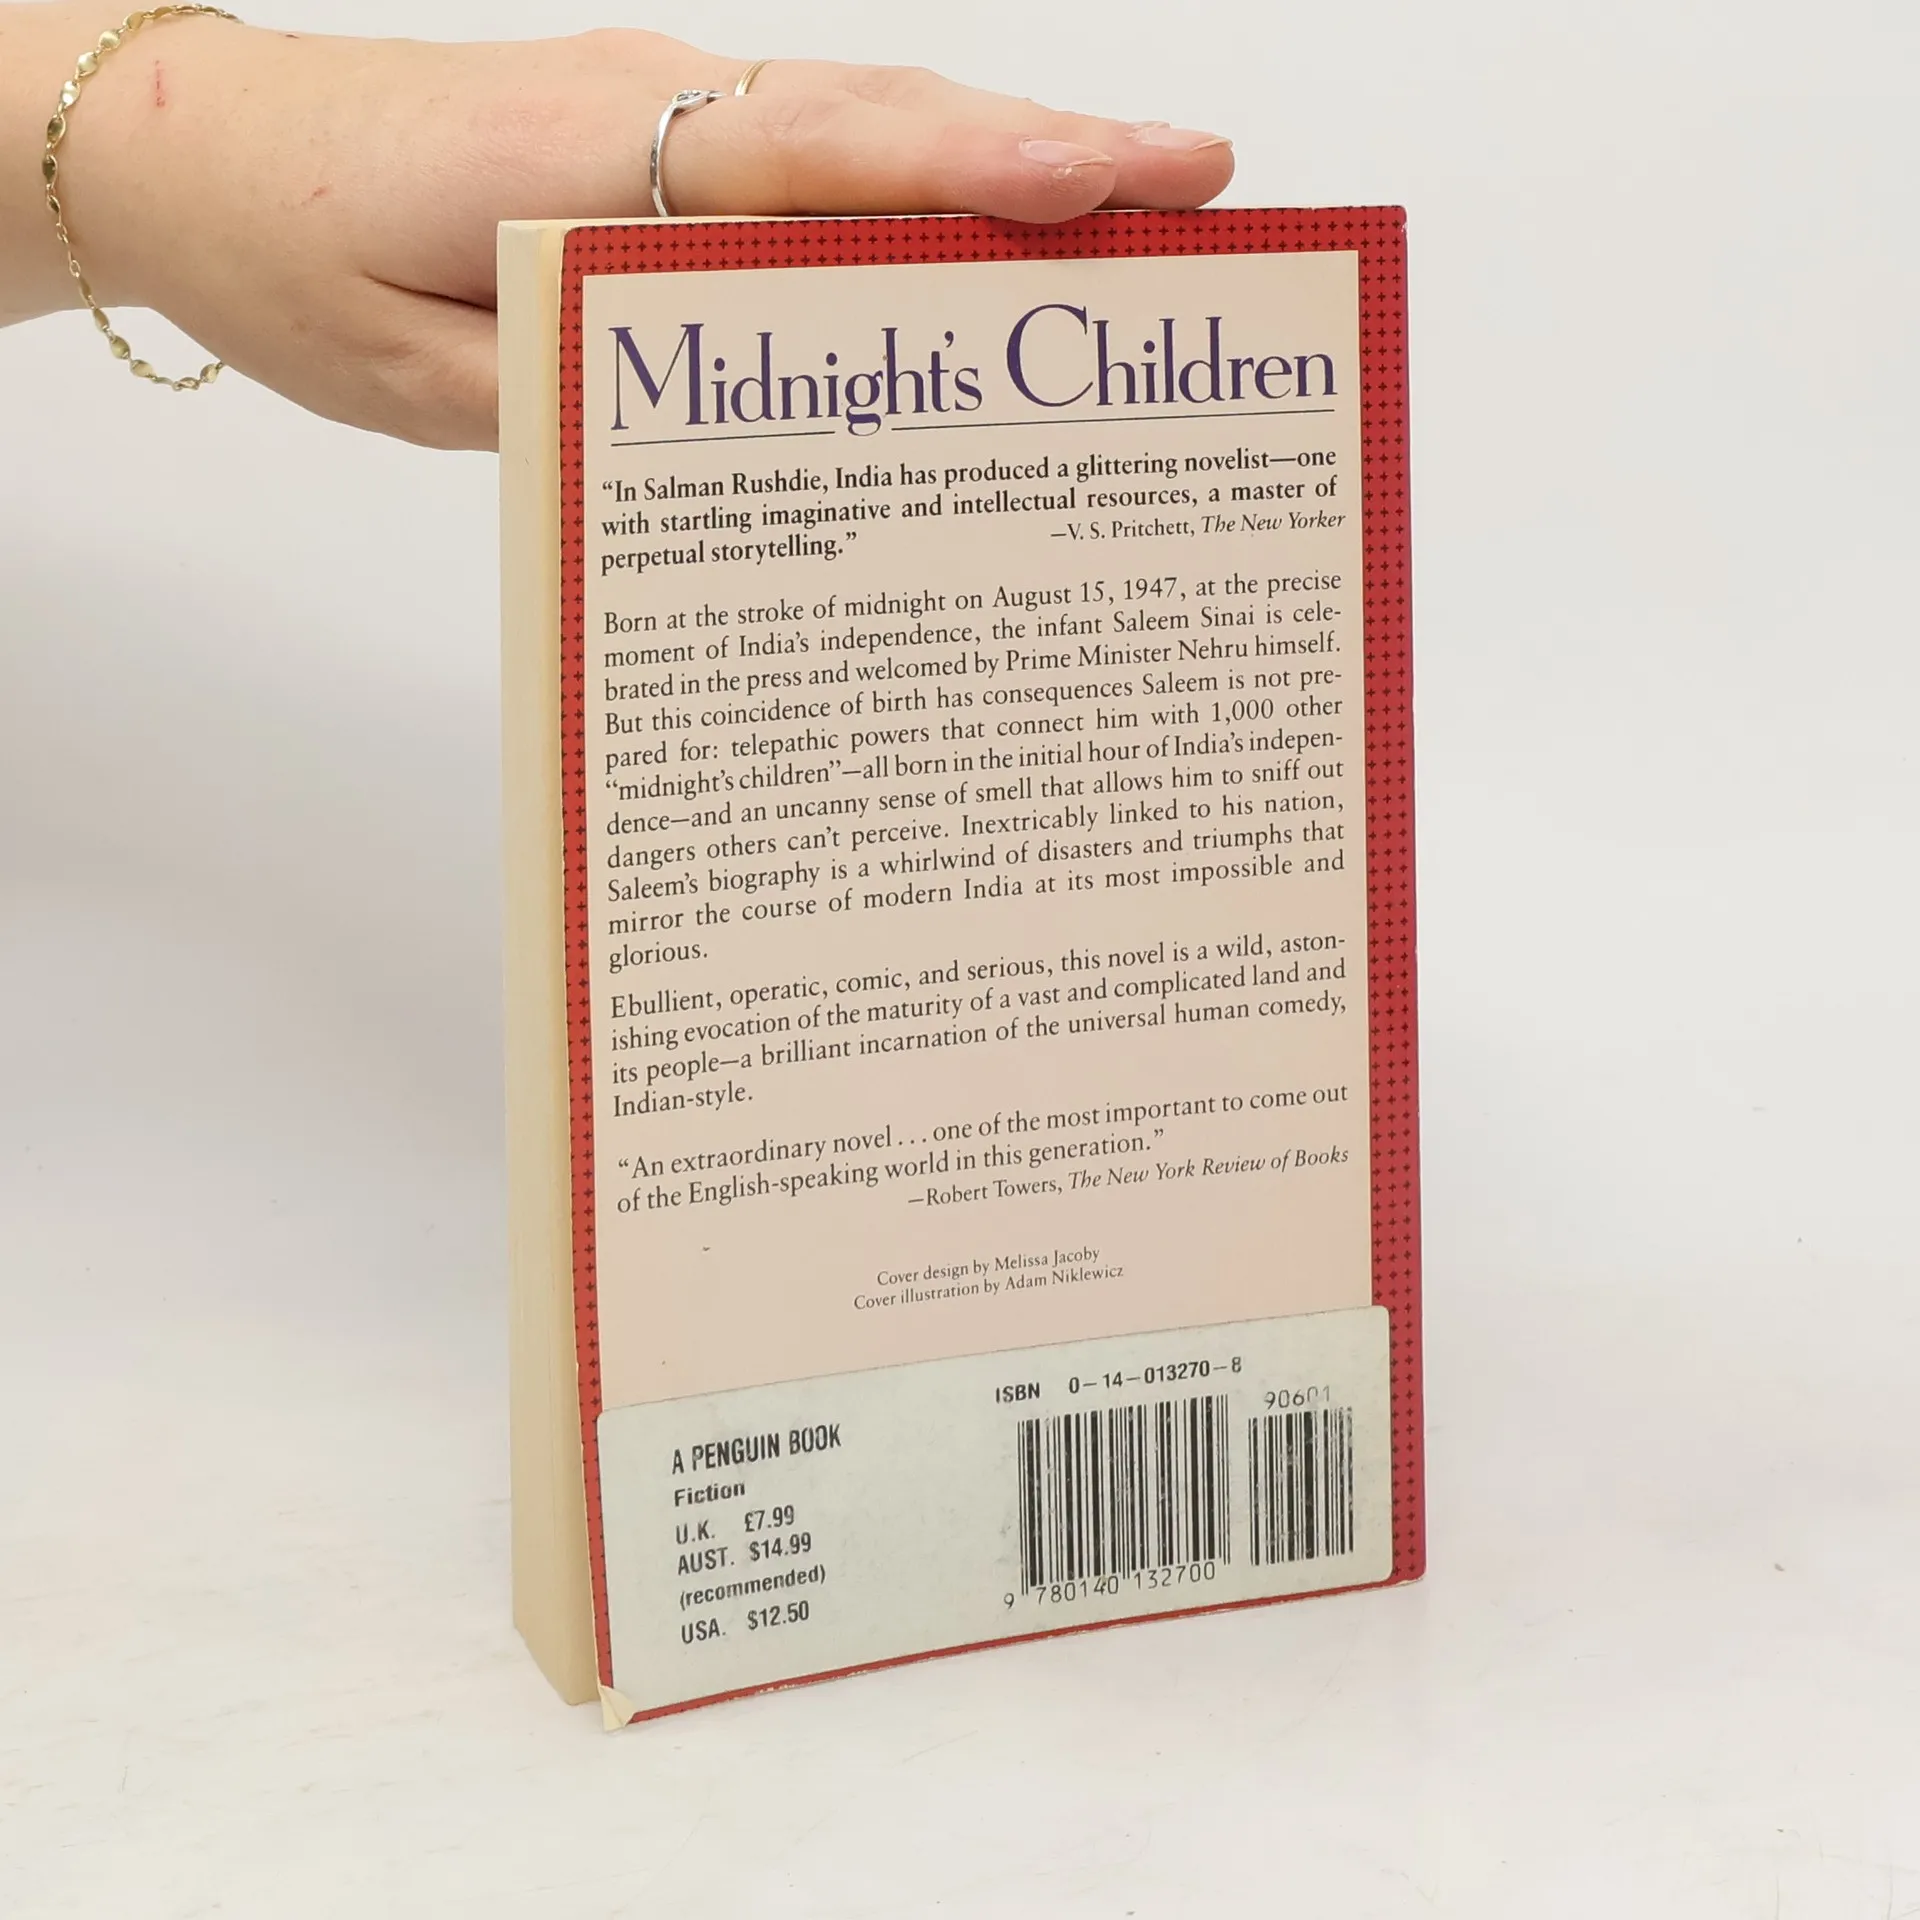 Midnight's Children
“In Salman Rushdie, India has produced a glittering novelist—one
with startling imaginative and intellectual resources, a master of
perpetual storytelling.”
—V. S. Pritchett, The New Yorker
Born at the stroke of midnight on August 15, 1947, at the precise
moment of India's independence, the infant Saleem Sinai is cele-
brated in the press and welcomed by Prime Minister Nehru himself.
But this coincidence of birth has consequences Saleem is not pre-
pared for: telepathic powers that connect him with 1,000 other
“midnight's children”—all born in the initial hour of India's indepen-
dence—and an uncanny sense of smell that allows him to sniff out
dangers others can't perceive. Inextricably linked to his nation,
Saleem's biography is a whirlwind of disasters and triumphs that
mirror the course of modern India at its most impossible and
glorious.
Ebullient, operatic, comic, and serious, this novel is a wild, aston-
ishing evocation of the maturity of a vast and complicated land and
its people—a brilliant incarnation of the universal human comedy,
Indian-style.
“An extraordinary novel . . . one of the most important to come out
of the English-speaking world in this generation.”
—Robert Towers, The New York Review of Books
Cover design by Melissa Jacoby
Cover illustration by Adam Niklewicz
A PENGUIN BOOK
Fiction
U.K. £7.99
AUST. $14.99
(recommended)
USA. $12.50
ISBN 0-14-013270-8
90601
9 780140 132700